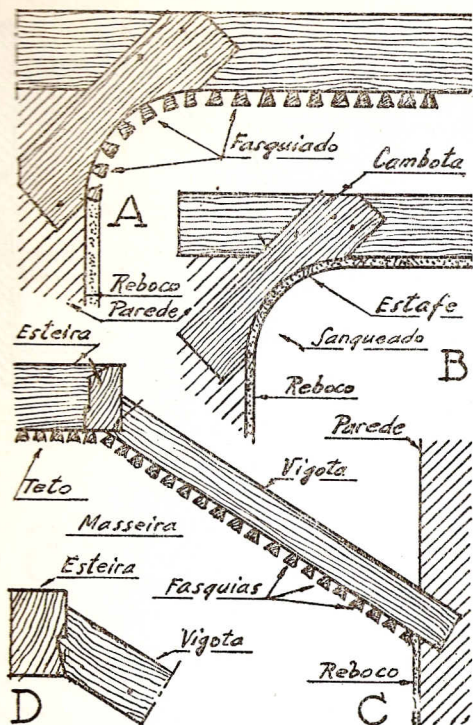 Fasquiado
Cambota
A
Reboco
Parede
Estafe
Esteira
Sanqueado
B
Reboco
Parede
Teto
Vigota
Masseira
Esteira
Fasquias
Vigota
Reboco
D
C